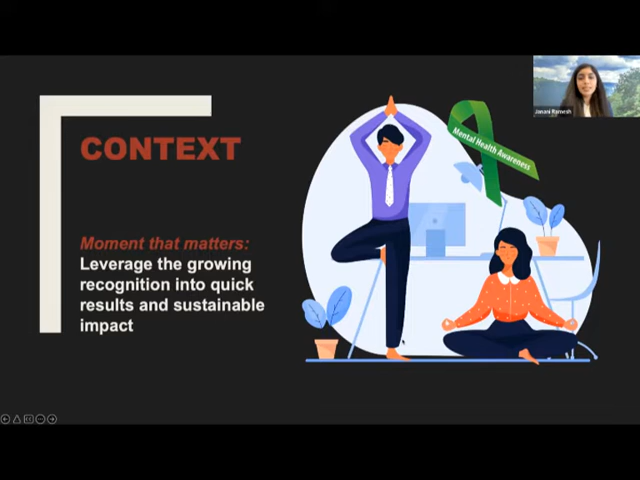 CONTEXT
Mental Health Awareness
Janani Ramesh
Moment that matters:
Leverage the growing
recognition into quick
results and sustainable
impact